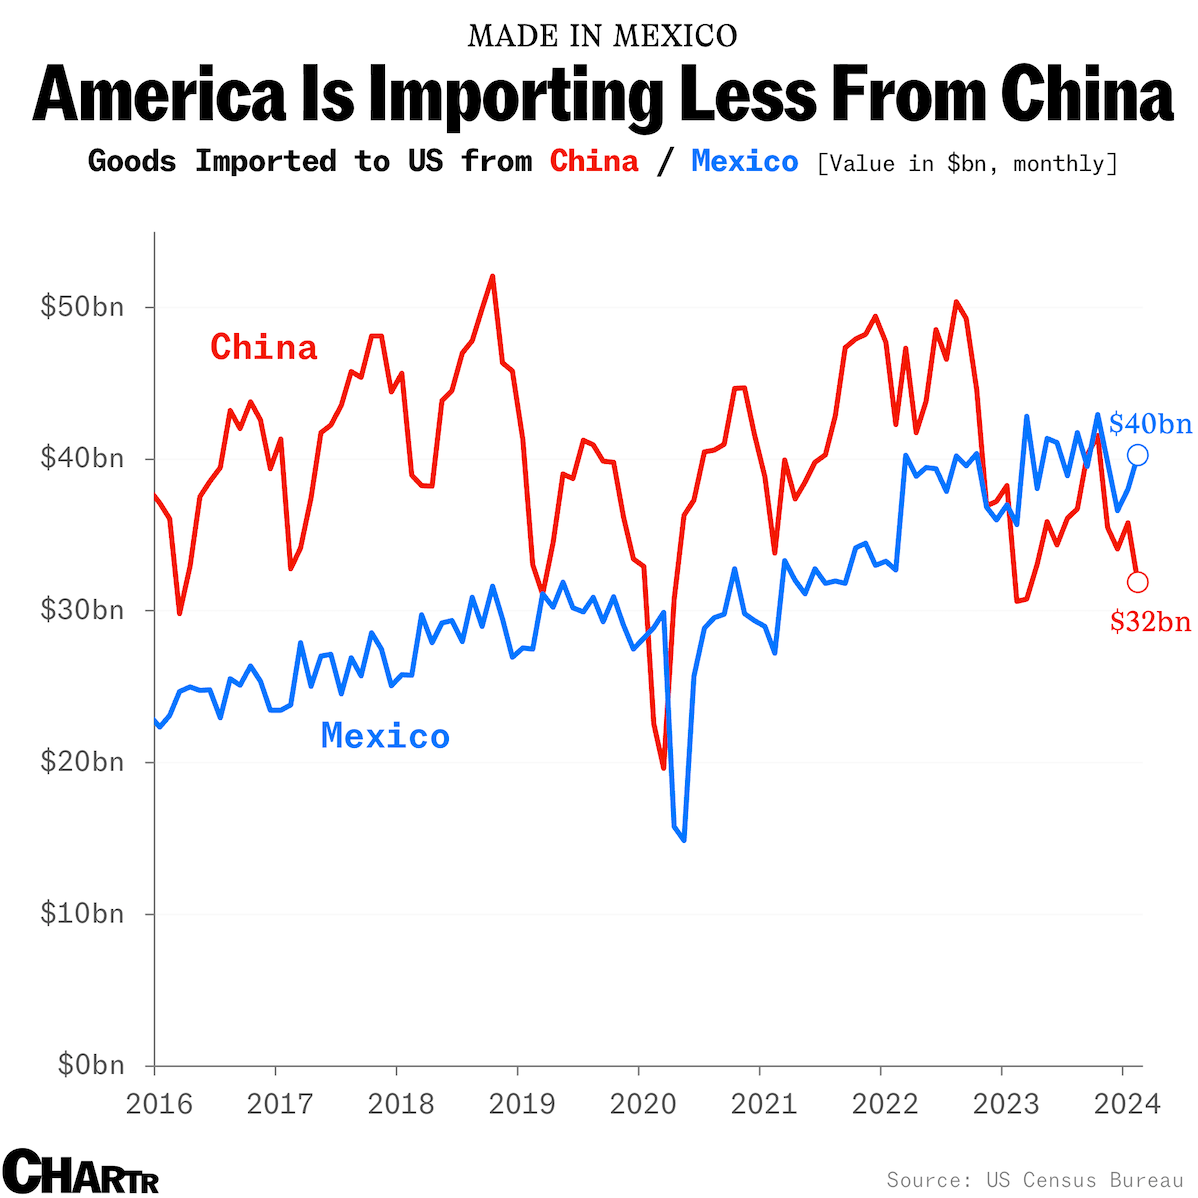 MADE IN MEXICO
America Is Importing Less From China
Goods Imported to US from China / Mexico [Value in $bn, monthly]
$50bn
China
$40bn
$40bn
$30bn
$32bn
Mexico
$20bn
$10bn
$0bn
2016 2017 2018 2019 2020 2021 2022 2023 2024
CHARTR
Source: US Census Bureau